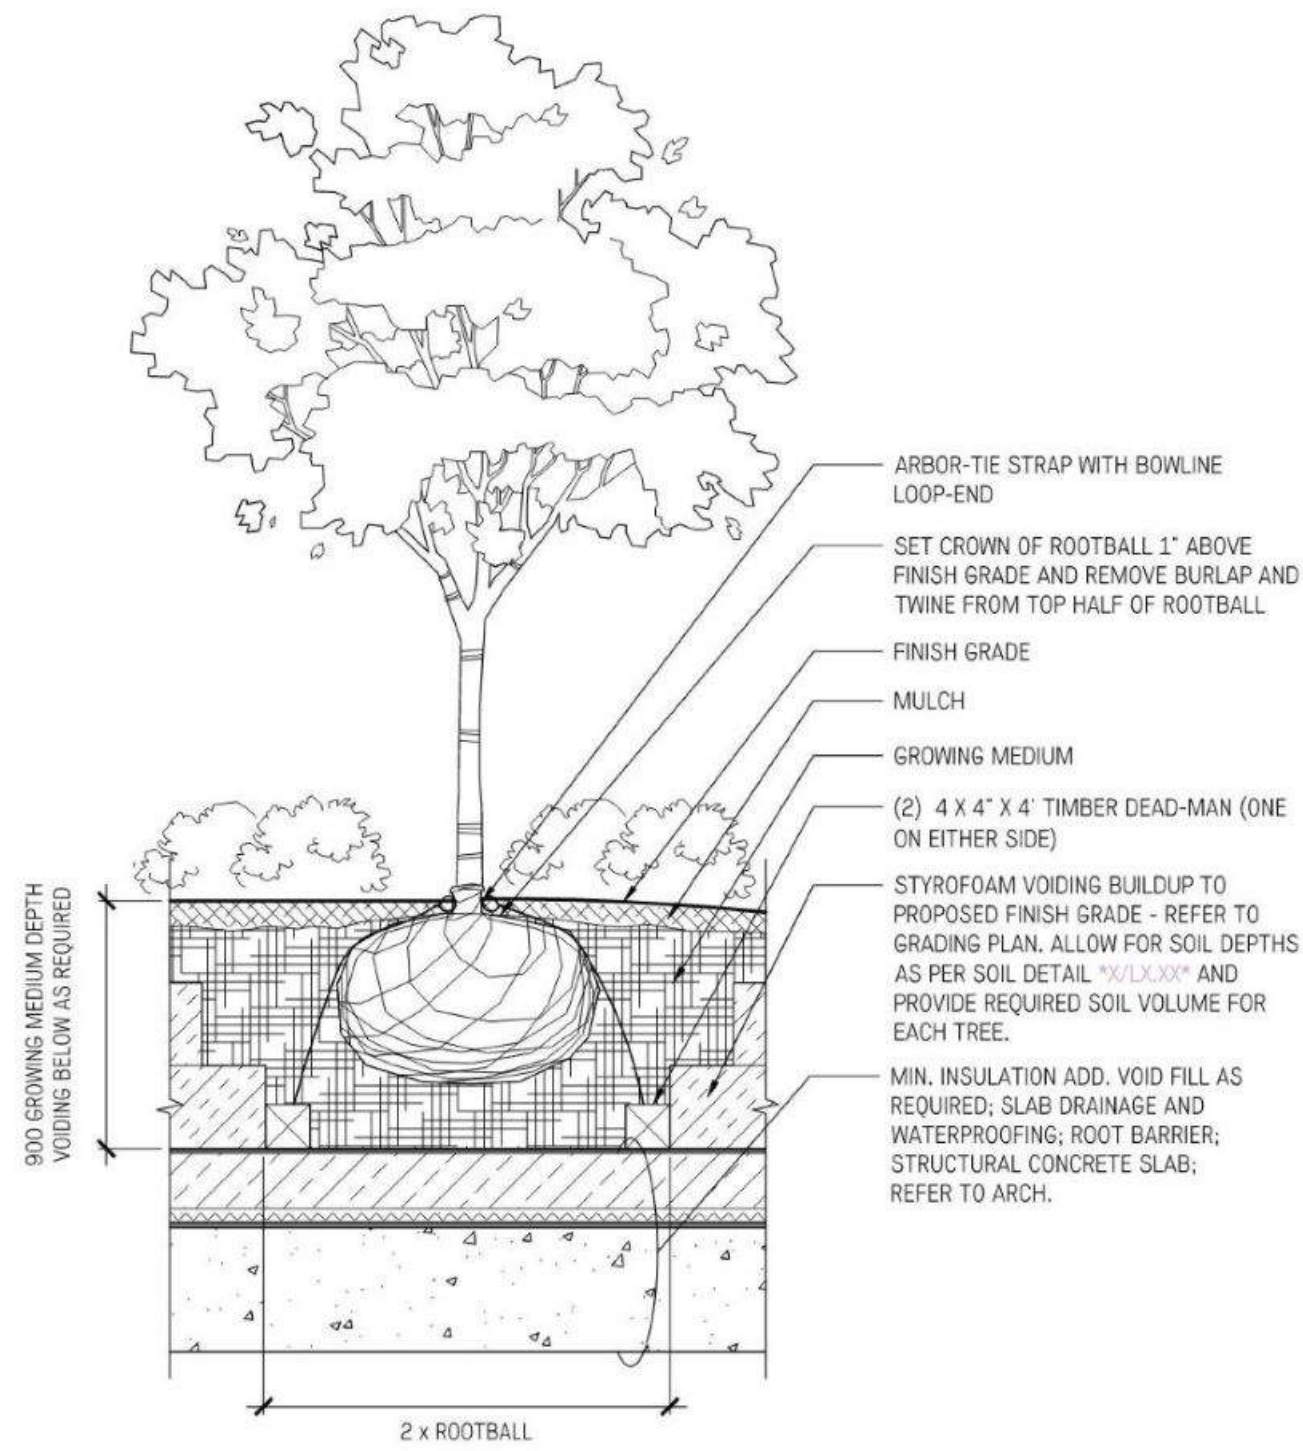 ARBOR-TIE STRAP WITH BOWLINE
LOOP-END
SET CROWN OF ROOTBALL 1" ABOVE
FINISH GRADE AND REMOVE BURLAP AND
TWINE FROM TOP HALF OF ROOTBALL
FINISH GRADE
MULCH
GROWING MEDIUM
(2) 4 X 4" X 4' TIMBER DEAD-MAN (ONE
ON EITHER SIDE)
STYROFOAM VOIDING BUILDUP TO
PROPOSED FINISH GRADE - REFER TO
GRADING PLAN. ALLOW FOR SOIL DEPTHS
AS PER SOIL DETAIL *X/LX.XX* AND
PROVIDE REQUIRED SOIL VOLUME FOR
EACH TREE.
MIN. INSULATION ADD. VOID FILL AS
REQUIRED; SLAB DRAINAGE AND
WATERPROOFING; ROOT BARRIER;
STRUCTURAL CONCRETE SLAB;
REFER TO ARCH.
900 GROWING MEDIUM DEPTH
VOIDING BELOW AS REQUIRED
2 x ROOTBALL